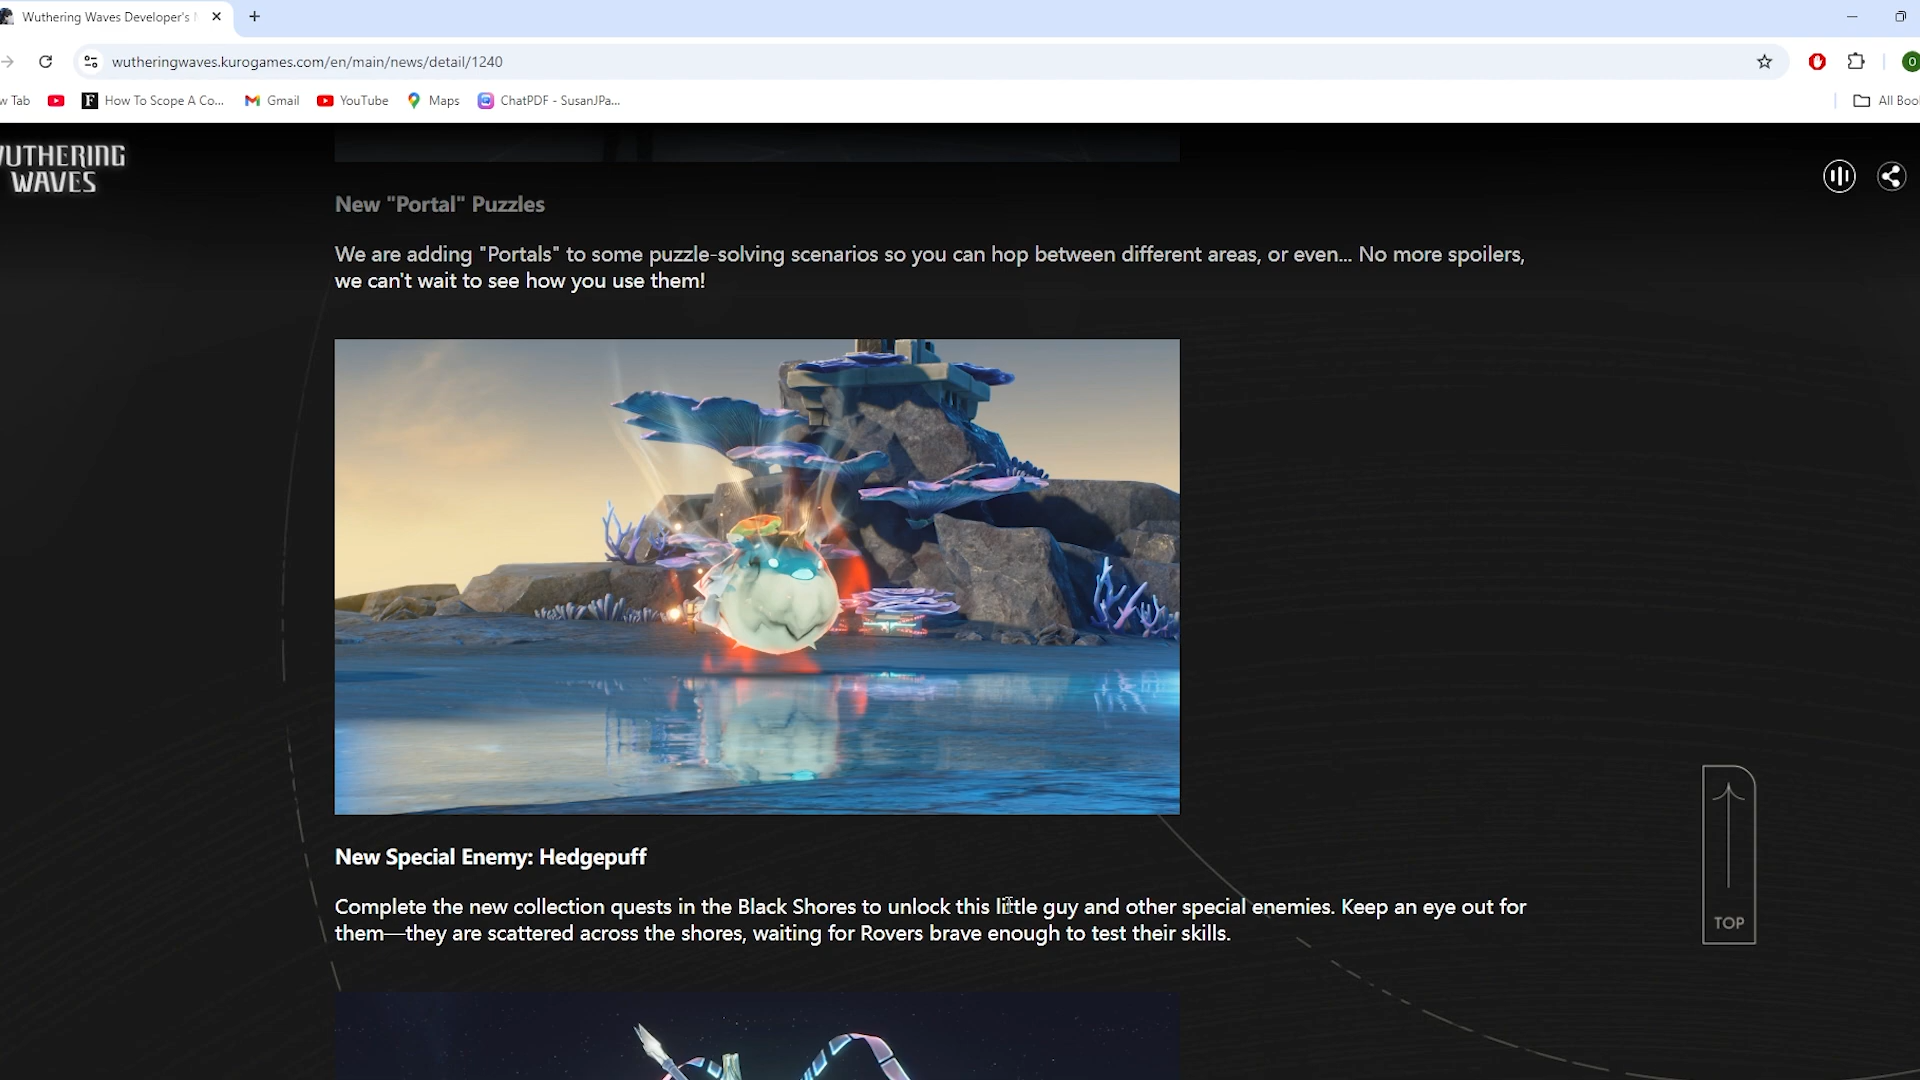 Wuthering Waves Developer's
wutheringwaves.kurogames.com/en/main/news/detail/1240
w Tab
How To Scope A Co...
Gmail
YouTube
Maps
ChatPDF - SusanJPa...
All Boo
WUTHERING
WAVES
New "Portal" Puzzles
We are adding "Portals" to some puzzle-solving scenarios so you can hop between different areas, or even... No more spoilers,
we can't wait to see how you use them!
New Special Enemy: Hedgepuff
Complete the new collection quests in the Black Shores to unlock this little guy and other special enemies. Keep an eye out for
them—they are scattered across the shores, waiting for Rovers brave enough to test their skills.
TOP